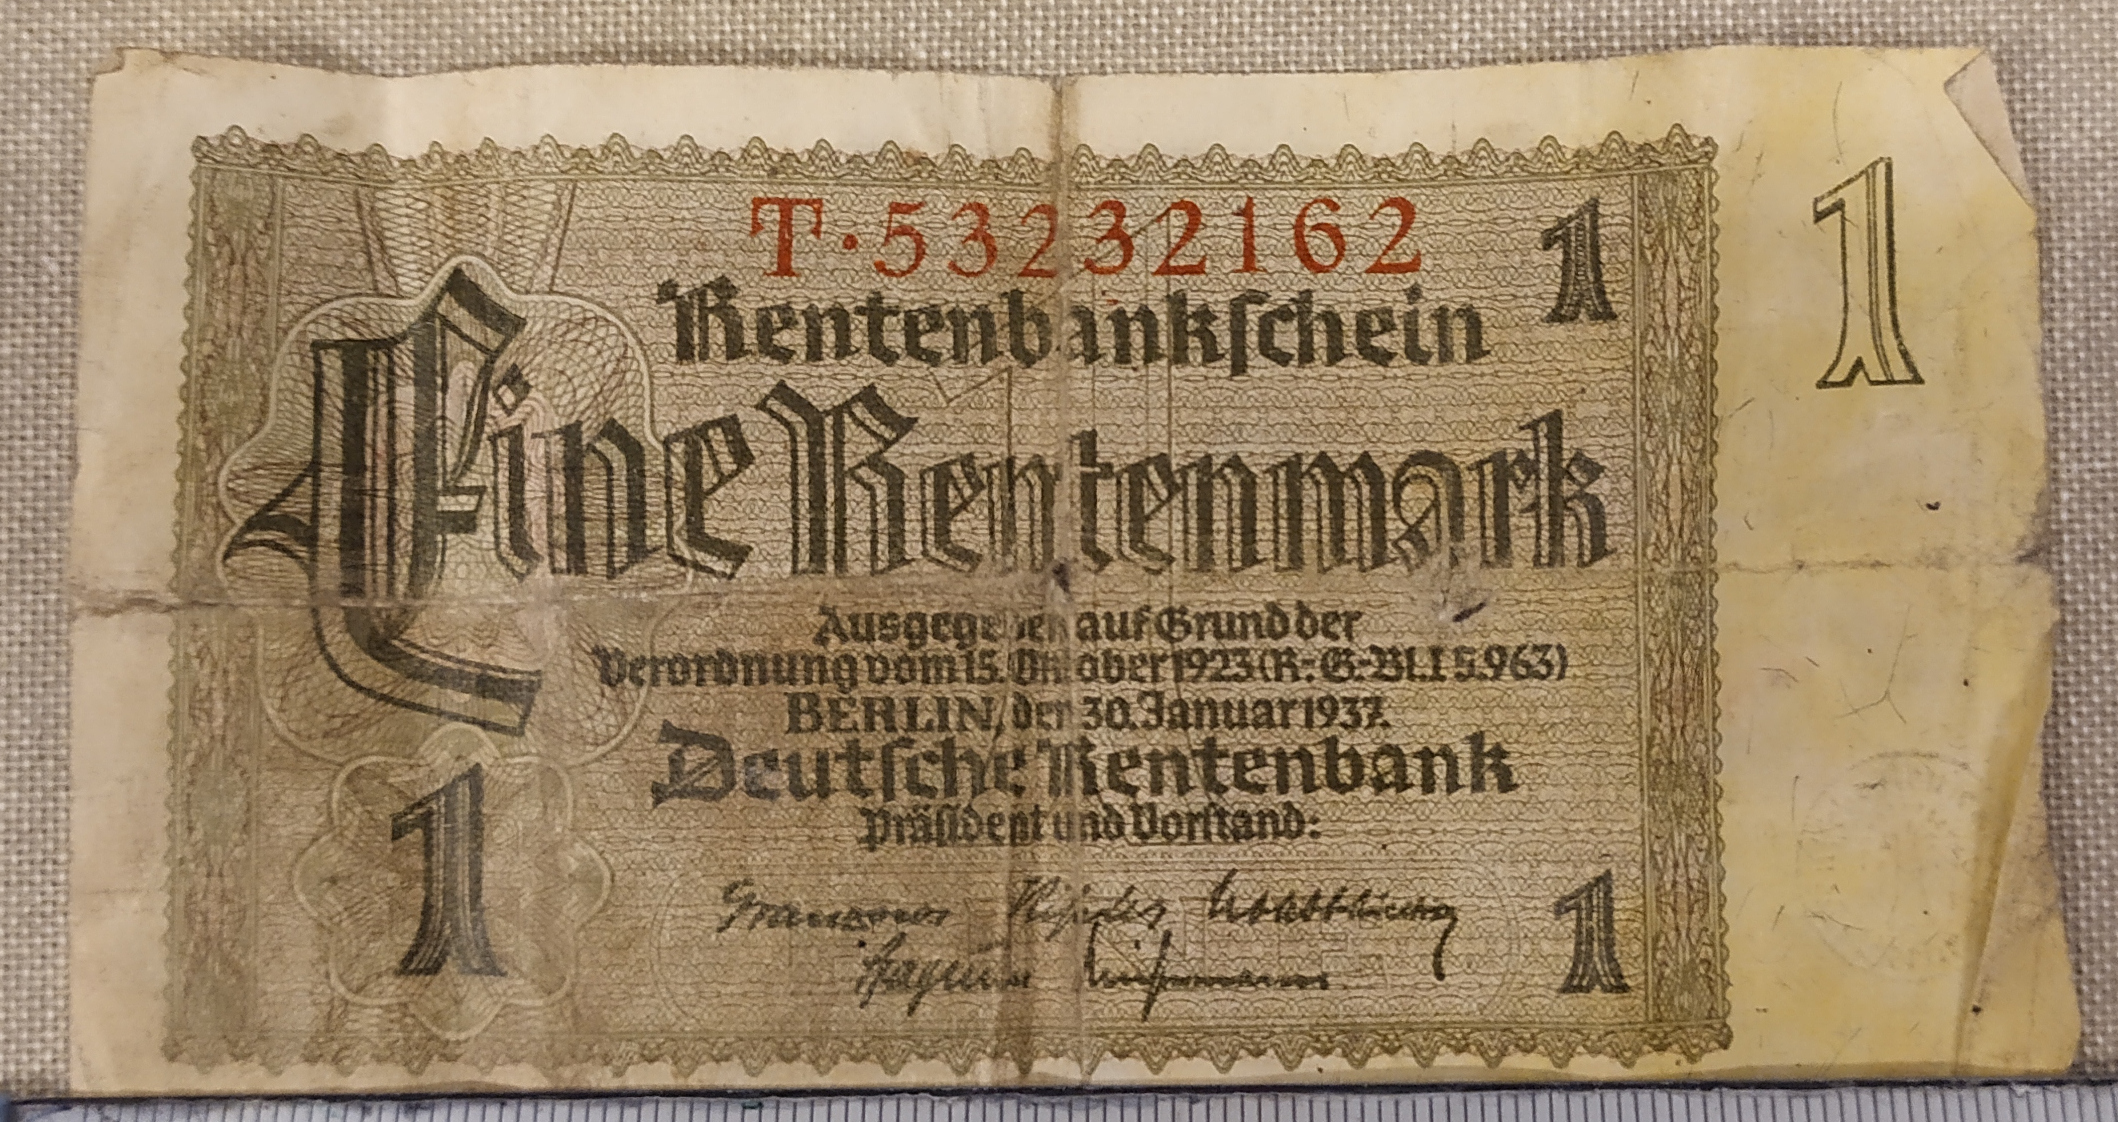 T·53232162
1
1
Rentenbankschein
Eine Rentenmark
Ausgegeben auf Grund der
Verordnung vom 15. Oktober 1923 (R.-G.-Bl. I S. 963)
BERLIN, den 30. Januar 1937.
Deutsche Rentenbank
Präsident und Vorstand:
1
1